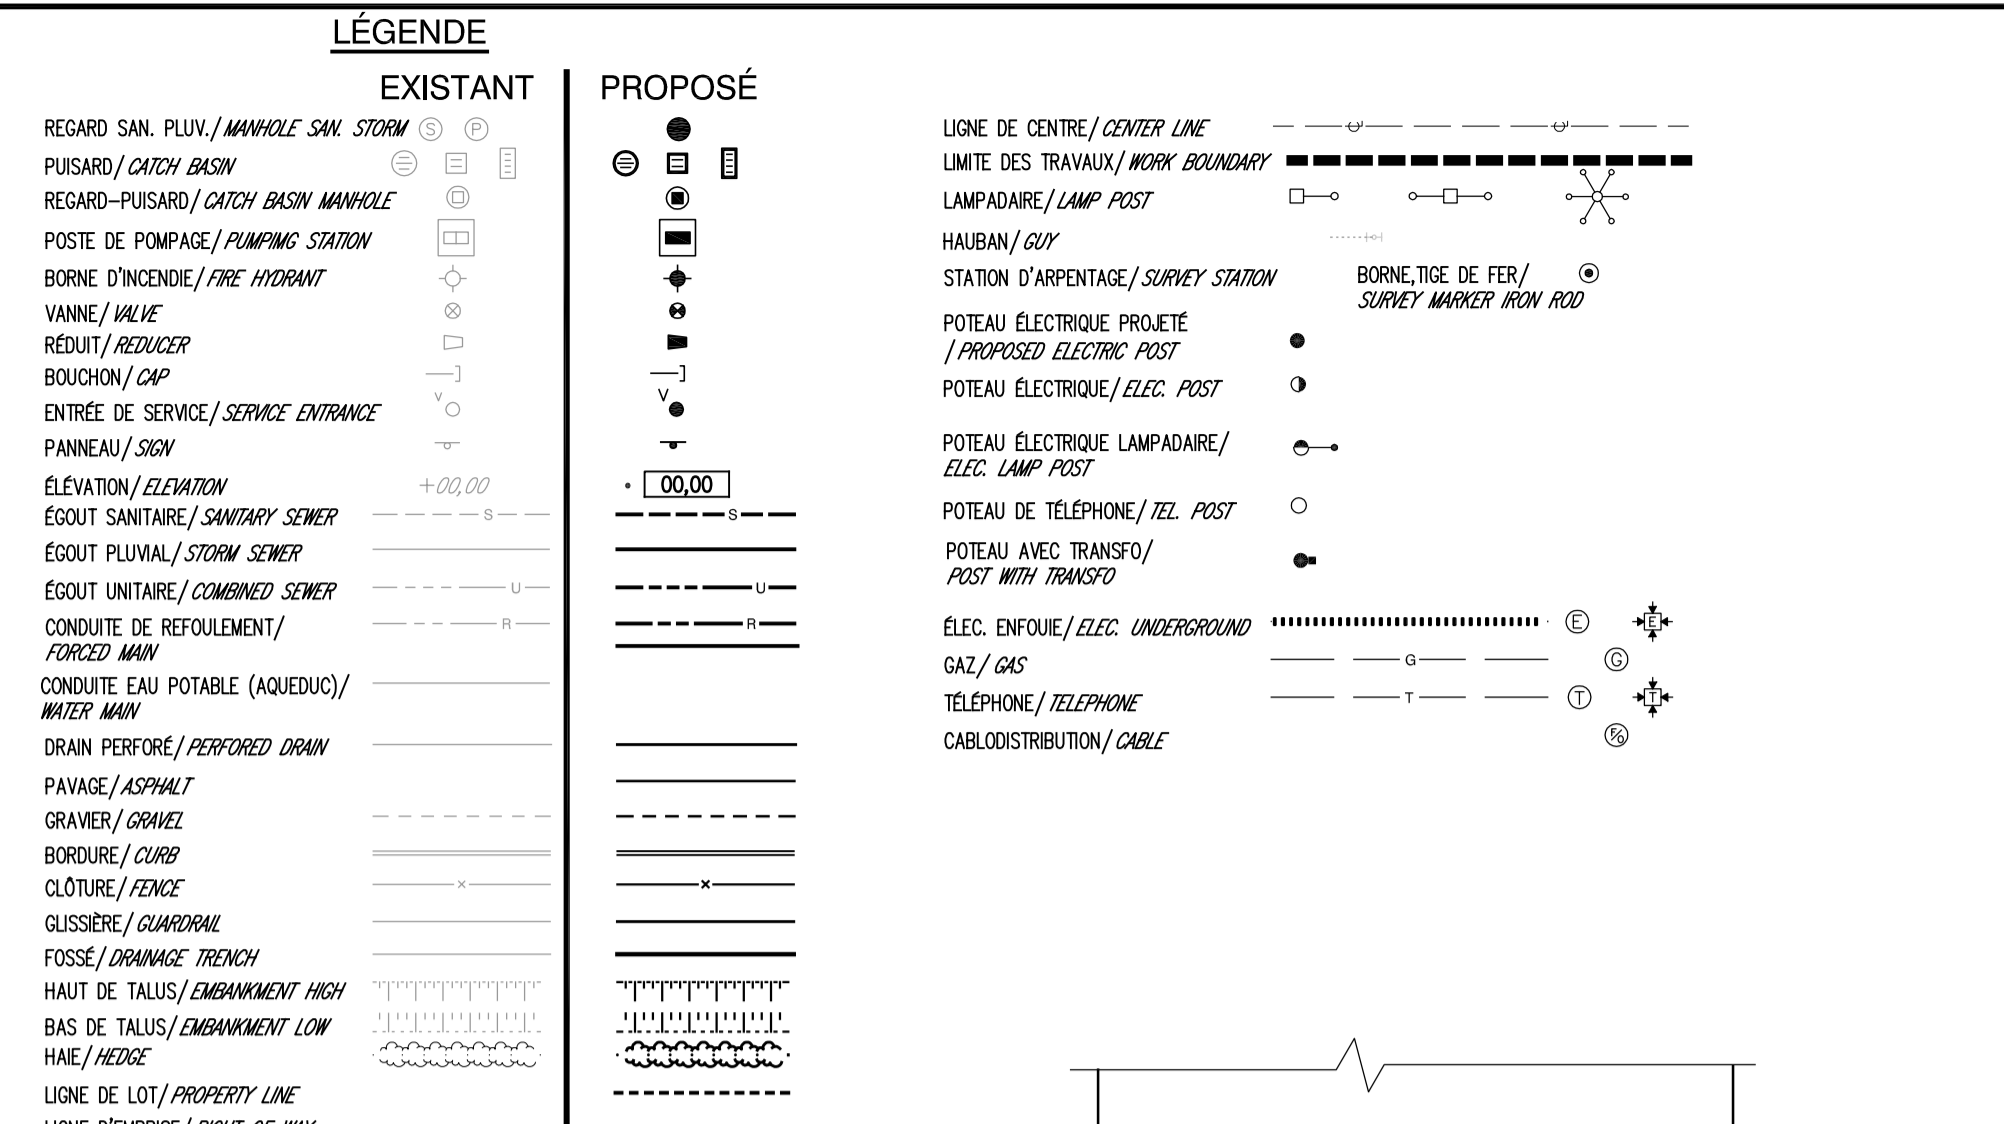 LÉGENDE
EXISTANT
PROPOSÉ
REGARD SAN. PLUV./MANHOLE SAN. STORM S P
PUISARD/CATCH BASIN
REGARD-PUISARD/CATCH BASIN MANHOLE
POSTE DE POMPAGE/PUMPIMG STATION
BORNE D'INCENDIE/FIRE HYDRANT
VANNE/VALVE
RÉDUIT/REDUCER
BOUCHON/CAP
V V
ENTRÉE DE SERVICE/SERVICE ENTRANCE
PANNEAU/SIGN
ÉLÉVATION/ELEVATION +00,00 00,00
ÉGOUT SANITAIRE/SANITARY SEWER S S
ÉGOUT PLUVIAL/STORM SEWER
ÉGOUT UNITAIRE/COMBINED SEWER U U
CONDUITE DE REFOULEMENT/ R R
FORCED MAIN
CONDUITE EAU POTABLE (AQUEDUC)/
WATER MAIN
DRAIN PERFORÉ/PERFORED DRAIN
PAVAGE/ASPHALT
GRAVIER/GRAVEL
BORDURE/CURB
CLÔTURE/FENCE
GLISSIÈRE/GUARDRAIL
FOSSÉ/DRAINAGE TRENCH
HAUT DE TALUS/EMBANKMENT HIGH
BAS DE TALUS/EMBANKMENT LOW
HAIE/HEDGE
LIGNE DE LOT/PROPERTY LINE
LIGNE D'EMPRISE/RIGHT OF WAY
LIGNE DE CENTRE/CENTER LINE
LIMITE DES TRAVAUX/WORK BOUNDARY
LAMPADAIRE/LAMP POST
HAUBAN/GUY
STATION D'ARPENTAGE/SURVEY STATION
BORNE,TIGE DE FER/
SURVEY MARKER IRON ROD
POTEAU ÉLECTRIQUE PROJETÉ
/PROPOSED ELECTRIC POST
POTEAU ÉLECTRIQUE/ELEC. POST
POTEAU ÉLECTRIQUE LAMPADAIRE/
ELEC. LAMP POST
POTEAU DE TÉLÉPHONE/TEL. POST
POTEAU AVEC TRANSFO/
POST WITH TRANSFO
ÉLEC. ENFOUIE/ELEC. UNDERGROUND E E
GAZ/GAS G G
TÉLÉPHONE/TELEPHONE T T T
CABLODISTRIBUTION/CABLE F/O